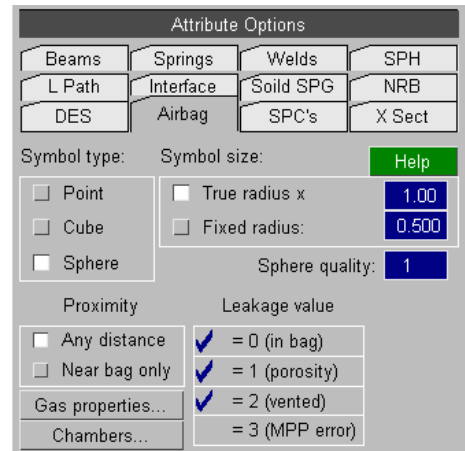 Attribute Options
Beams Springs Welds SPH
L Path Interface Soild SPG NRB
DES Airbag SPC's X Sect
Symbol type: Symbol size: Help
Point True radius x 1.00
Cube Fixed radius: 0.500
Sphere Sphere quality: 1
Proximity Leakage value
Any distance = 0 (in bag)
Near bag only = 1 (porosity)
Gas properties... = 2 (vented)
Chambers... = 3 (MPP error)